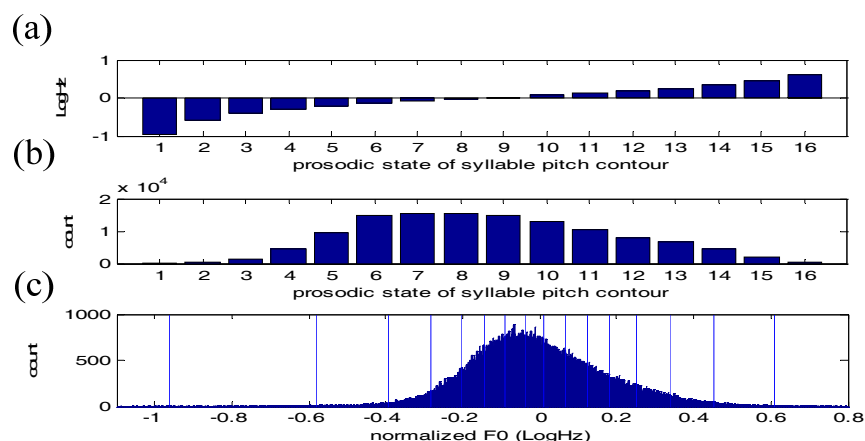 (a)
1
0
-1
LogHz
1 2 3 4 5 6 7 8 9 10 11 12 13 14 15 16
prosodic state of syllable pitch contour
(b)
x 10^4
2
1
0
count
1 2 3 4 5 6 7 8 9 10 11 12 13 14 15 16
prosodic state of syllable pitch contour
(c)
1000
500
0
count
-1 -0.8 -0.6 -0.4 -0.2 0 0.2 0.4 0.6 0.8
normalized F0 (LogHz)